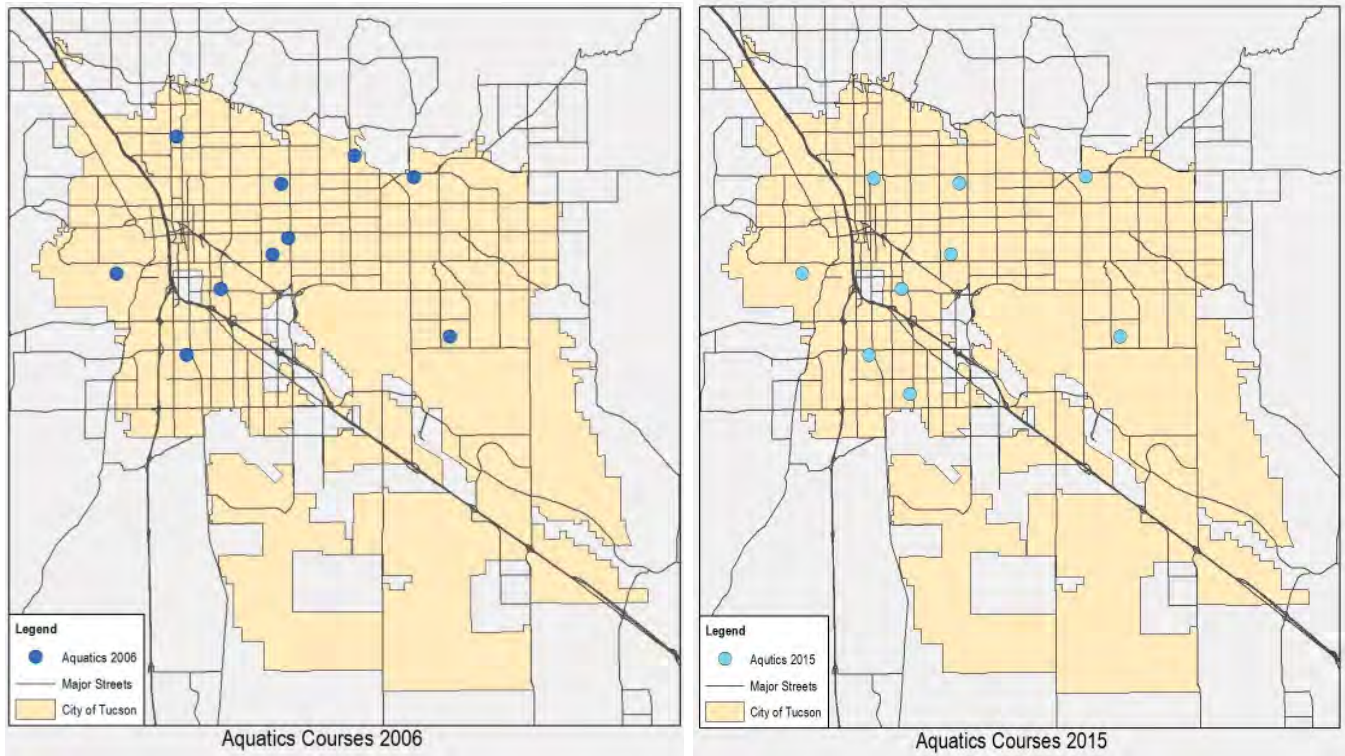 Legend
Aquatics 2006
Major Streets
City of Tucson
Aquatics Courses 2006
Legend
Aqutics 2015
Major Streets
City of Tucson
Aquatics Courses 2015